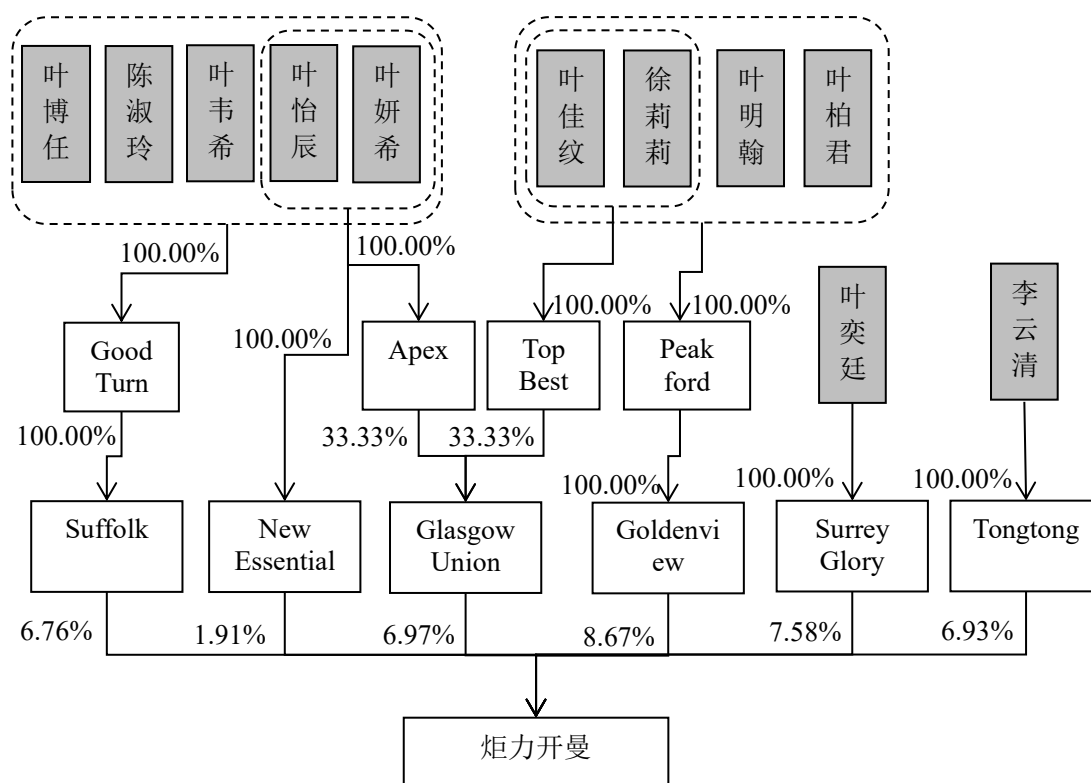 叶博任
陈淑玲
叶韦希
叶怡辰
叶妍希
叶佳纹
徐莉莉
叶明翰
叶柏君
100.00%
100.00%
100.00%
100.00%
100.00%
叶奕廷
李云清
Good
Turn
Apex
Top
Best
Peak
ford
100.00%
33.33%
33.33%
100.00%
100.00%
100.00%
Suffolk
New
Essential
Glasgow
Union
Goldenvi
ew
Surrey
Glory
Tongtong
6.76%
1.91%
6.97%
8.67%
7.58%
6.93%
炬力开曼